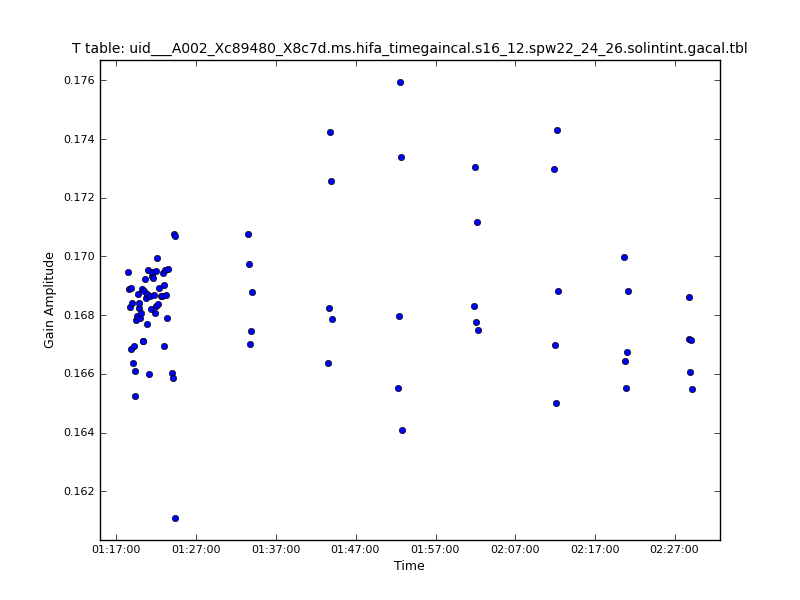 T table: uid___A002_Xc89480_X8c7d.ms.hifa_timegaincal.s16_12.spw22_24_26.solintint.gacal.tbl
0.176
0.174
0.172
0.170
0.168
0.166
0.164
0.162
Gain Amplitude
01:17:00 01:27:00 01:37:00 01:47:00 01:57:00 02:07:00 02:17:00 02:27:00
Time